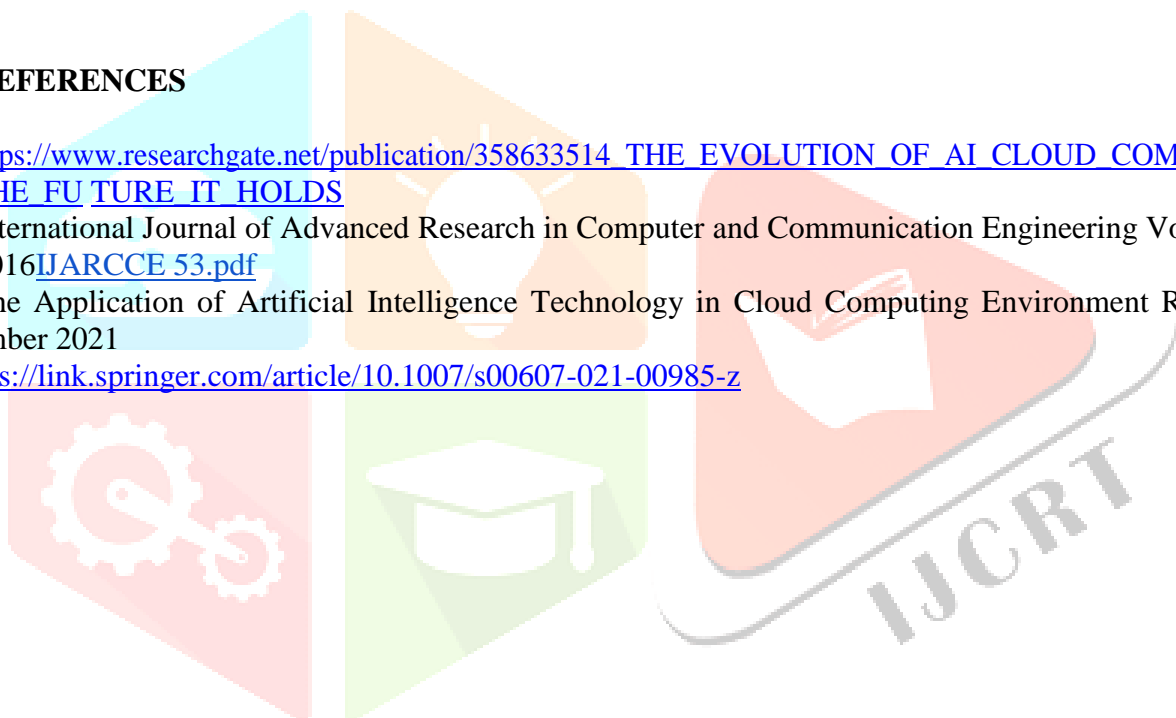 EFERENCES
ps://www.researchgate.net/publication/358633514_THE_EVOLUTION_OF_AI_CLOUD_COM
HE_FU TURE_IT_HOLDS
ternational Journal of Advanced Research in Computer and Communication Engineering Vo
016IJARCCE 53.pdf
ne Application of Artificial Intelligence Technology in Cloud Computing Environment R
mber 2021
s://link.springer.com/article/10.1007/s00607-021-00985-z
IJCRT